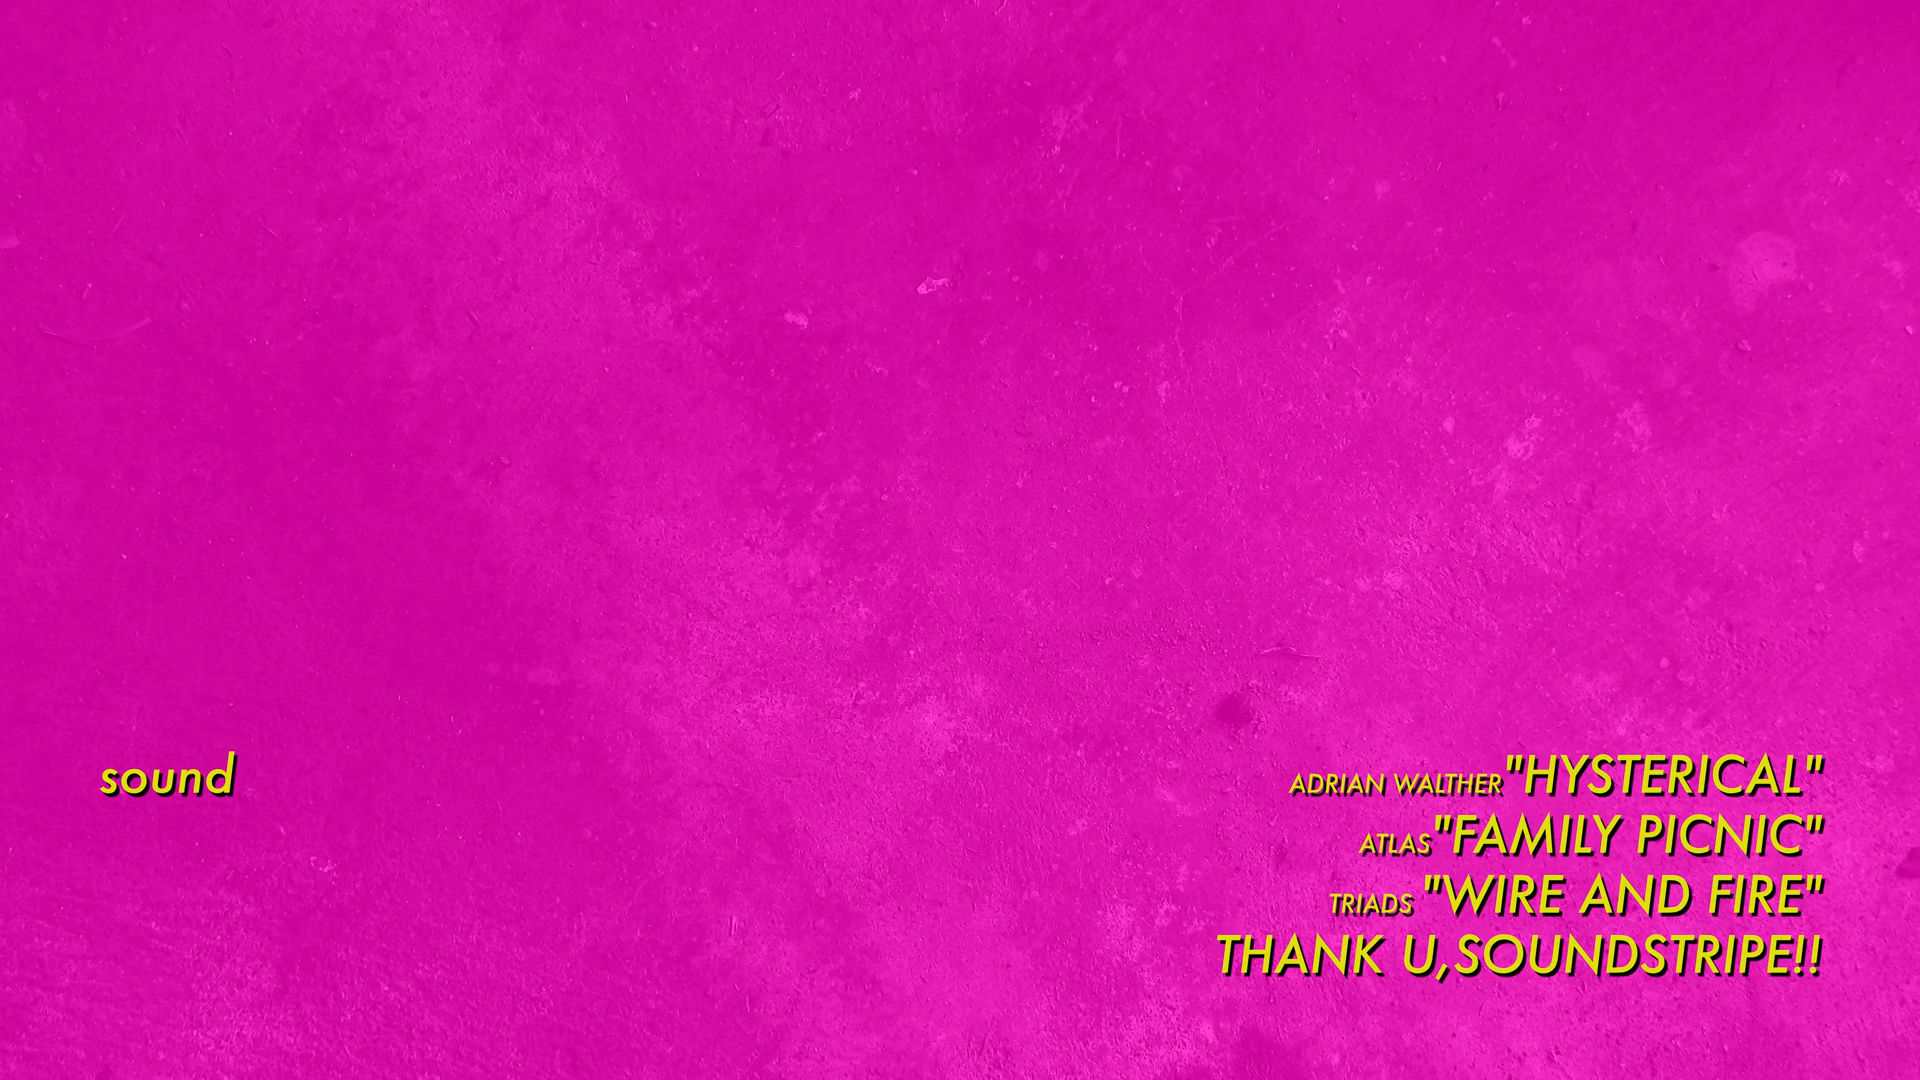 sound
ADRIAN WALTHER "HYSTERICAL"
ATLAS "FAMILY PICNIC"
TRIADS "WIRE AND FIRE"
THANK U, SOUNDSTRIPE!!